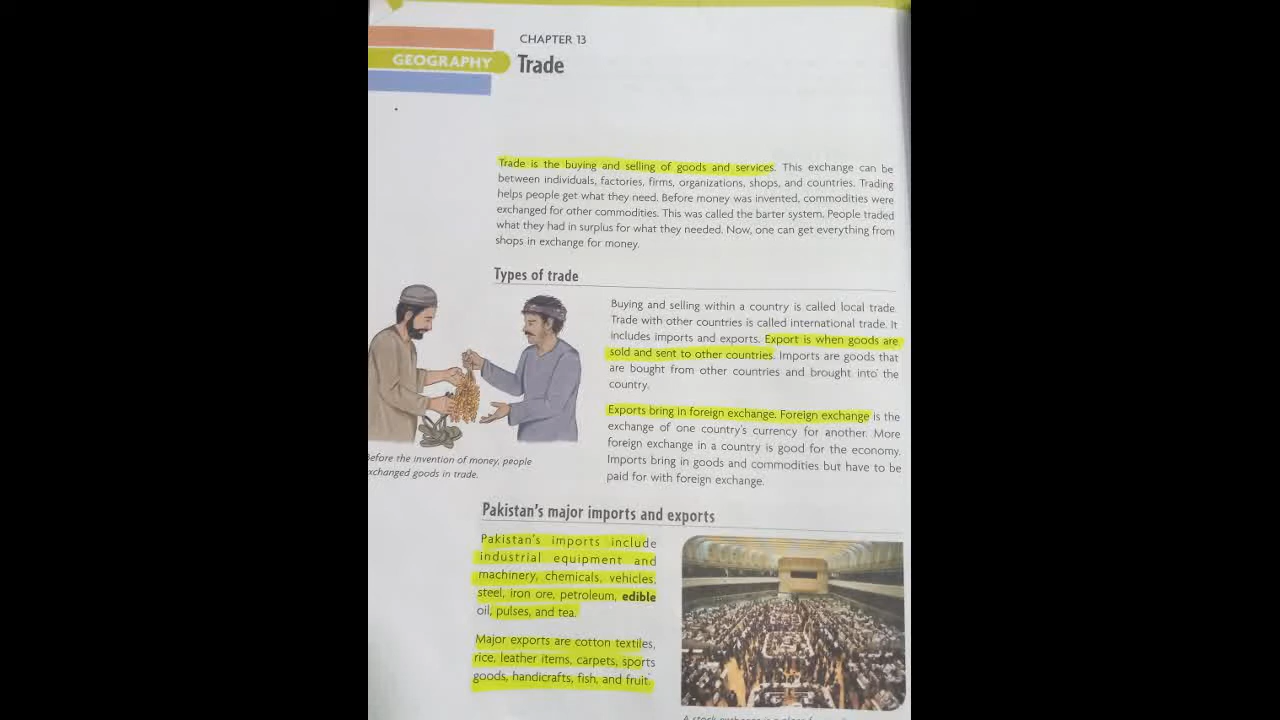 CHAPTER 13
GEOGRAPHY
Trade
Trade is the buying and selling of goods and services. This exchange can be
between individuals, factories, firms, organizations, shops, and countries. Trading
helps people get what they need. Before money was invented, commodities were
exchanged for other commodities. This was called the barter system. People traded
what they had in surplus for what they needed. Now, one can get everything from
shops in exchange for money.
Types of trade
Buying and selling within a country is called local trade.
Trade with other countries is called international trade. It
includes imports and exports. Export is when goods are
sold and sent to other countries. Imports are goods that
are bought from other countries and brought into the
country.
Exports bring in foreign exchange. Foreign exchange is the
exchange of one country's currency for another. More
foreign exchange in a country is good for the economy.
Imports bring in goods and commodities but have to be
paid for with foreign exchange.
efore the invention of money, people
xchanged goods in trade.
Pakistan's major imports and exports
Pakistan's imports include
industrial equipment and
machinery, chemicals, vehicles,
steel, iron ore, petroleum, edible
oil, pulses, and tea.
Major exports are cotton textiles,
rice, leather items, carpets, sports
goods, handicrafts, fish, and fruit.